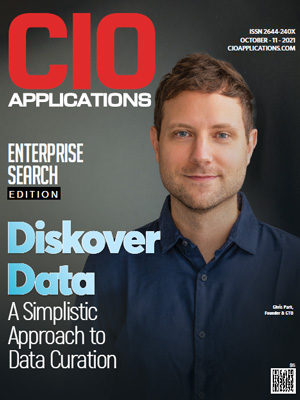 CIO
APPLICATIONS
ISSN 2644-240X
OCTOBER - 11 - 2021
CIOAPPLICATIONS.COM
ENTERPRISE
SEARCH
EDITION
Diskover
Data
A Simplistic
Approach to
Data Curation
Chris Park,
Founder & CTO